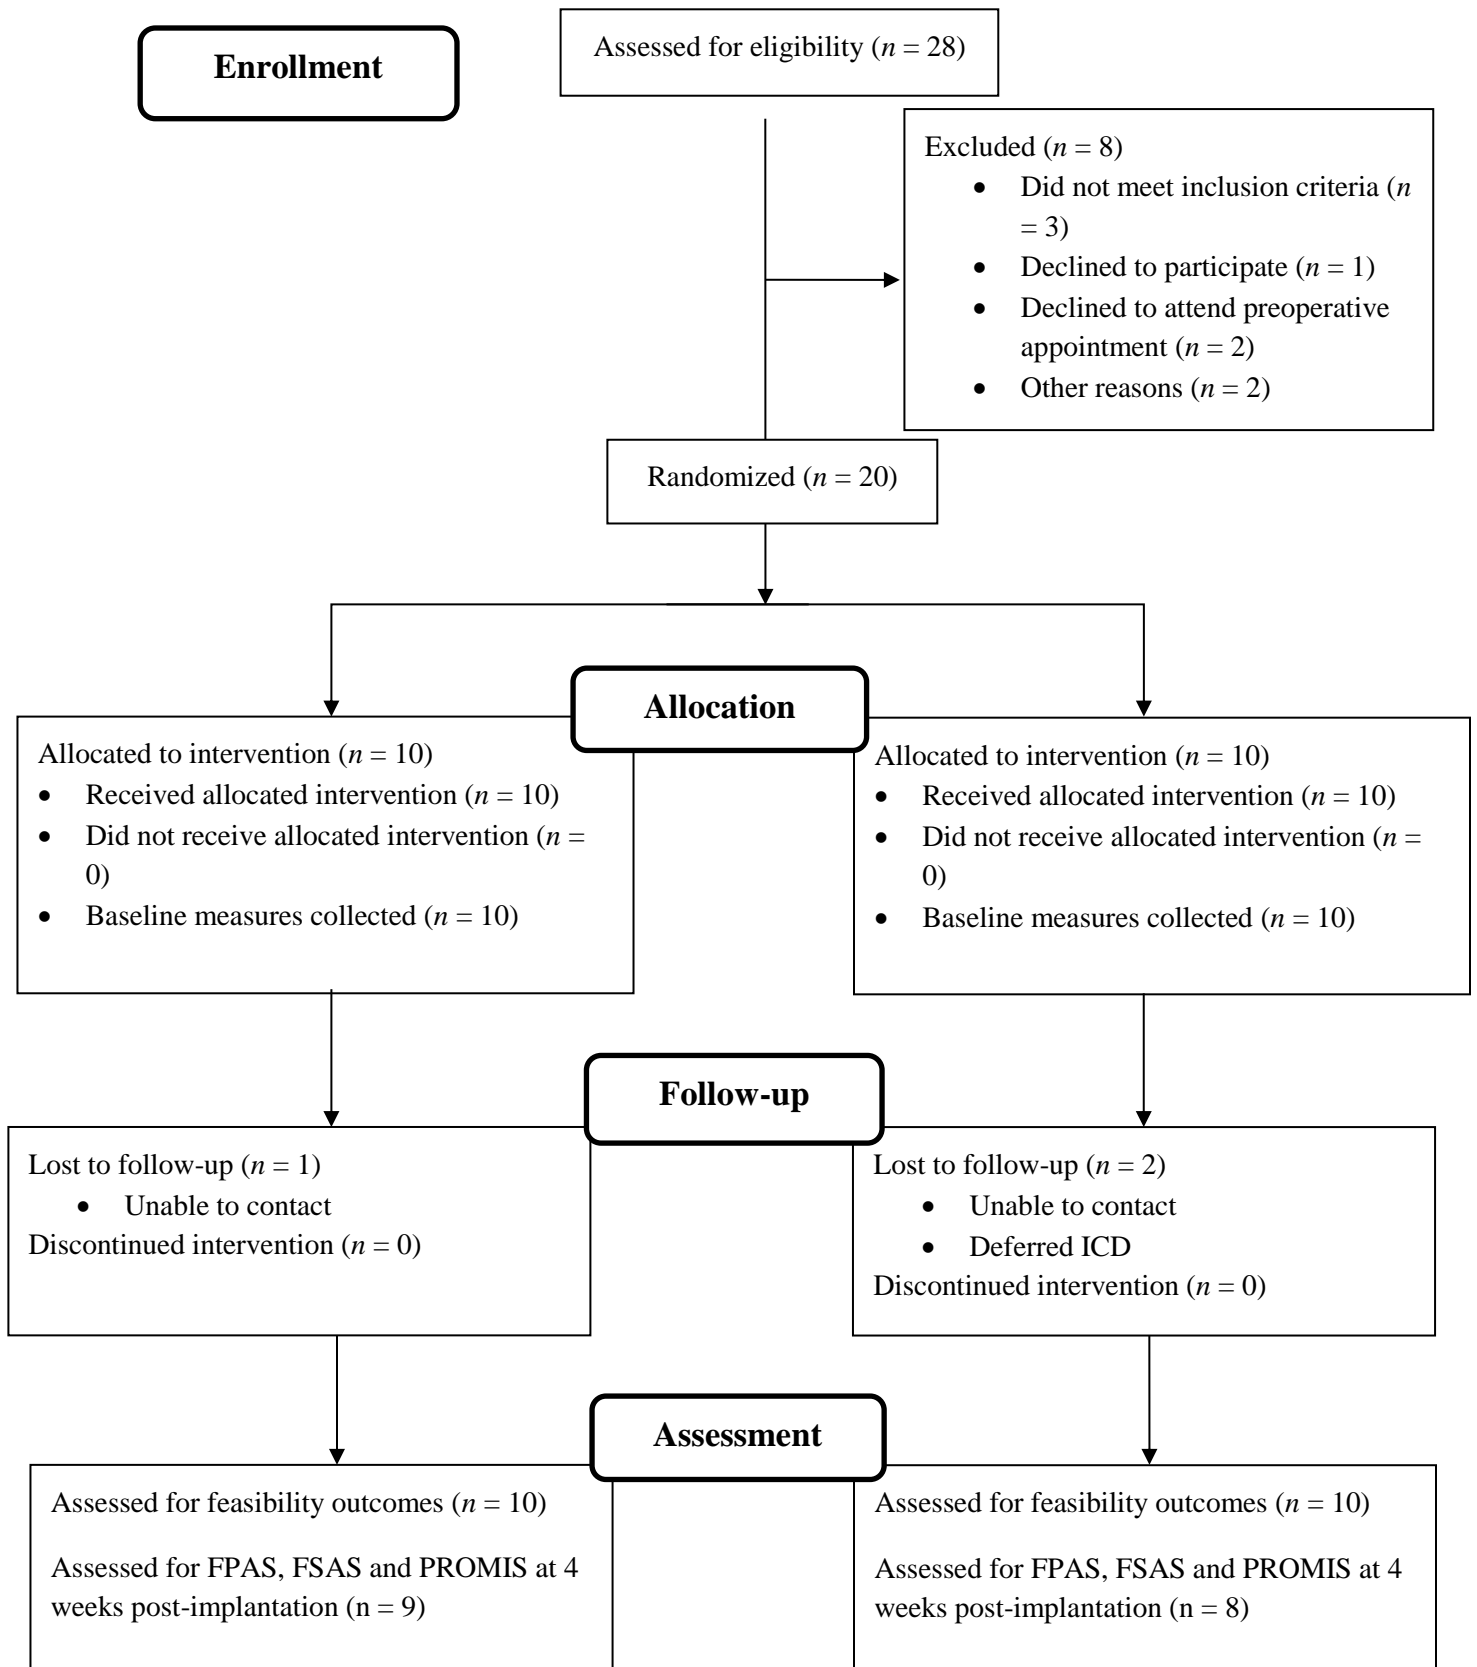 Enrollment
Assessed for eligibility (n = 28)
Excluded (n = 8)
• Did not meet inclusion criteria (n
= 3)
• Declined to participate (n = 1)
• Declined to attend preoperative
appointment (n = 2)
• Other reasons (n = 2)
Randomized (n = 20)
Allocation
Allocated to intervention (n = 10)
• Received allocated intervention (n = 10)
• Did not receive allocated intervention (n =
0)
• Baseline measures collected (n = 10)
Allocated to intervention (n = 10)
• Received allocated intervention (n = 10)
• Did not receive allocated intervention (n =
0)
• Baseline measures collected (n = 10)
Follow-up
Lost to follow-up (n = 1)
• Unable to contact
Discontinued intervention (n = 0)
Lost to follow-up (n = 2)
• Unable to contact
• Deferred ICD
Discontinued intervention (n = 0)
Assessment
Assessed for feasibility outcomes (n = 10)
Assessed for FPAS, FSAS and PROMIS at 4
weeks post-implantation (n = 9)
Assessed for feasibility outcomes (n = 10)
Assessed for FPAS, FSAS and PROMIS at 4
weeks post-implantation (n = 8)